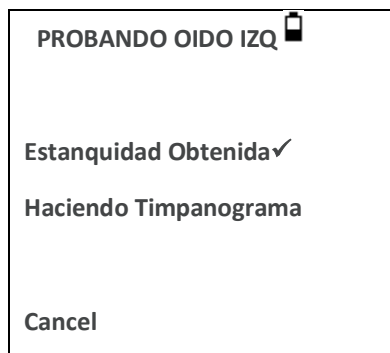 PROBANDO OIDO IZQ
Estanquidad Obtenida✓
Haciendo Timpanograma
Cancel